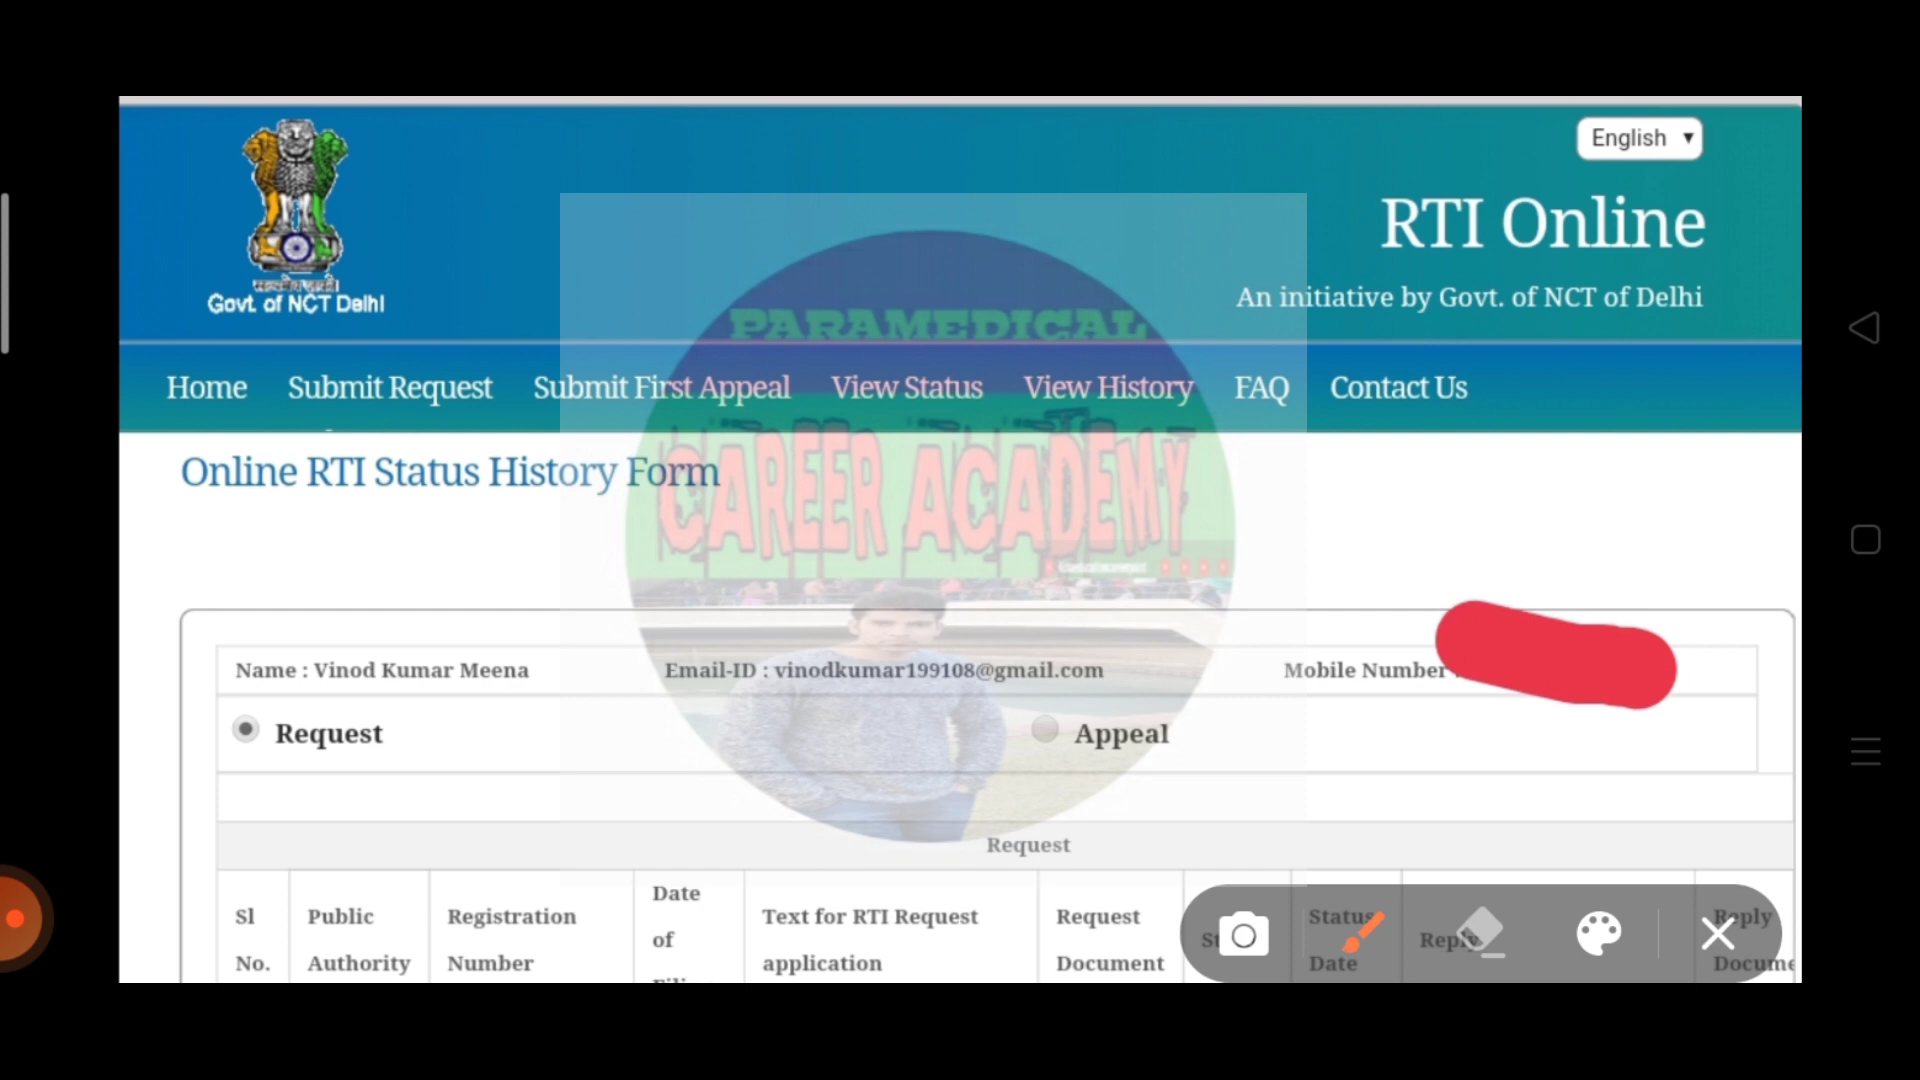 English ▼
RTI Online
An initiative by Govt. of NCT of Delhi
Govt. of NCT Delhi
PARAMEDICAL
Home Submit Request Submit First Appeal View Status View History FAQ Contact Us
CAREER ACADEMY
Online RTI Status History Form
Name : Vinod Kumar Meena Email-ID : vinodkumar199108@gmail.com Mobile Number
Request Appeal
Request
Sl No.
Public Authority
Registration Number
Date of
Text for RTI Request application
Request Document
Status Date
Reply
Reply